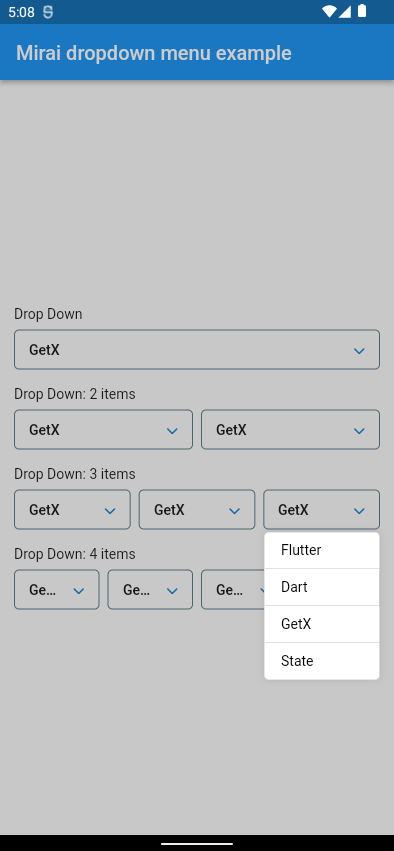 5:08
Mirai dropdown menu example
Drop Down
GetX
Drop Down: 2 items
GetX GetX
Drop Down: 3 items
GetX GetX GetX
Flutter
Drop Down: 4 items
Dart
Ge... Ge... Ge...
GetX
State